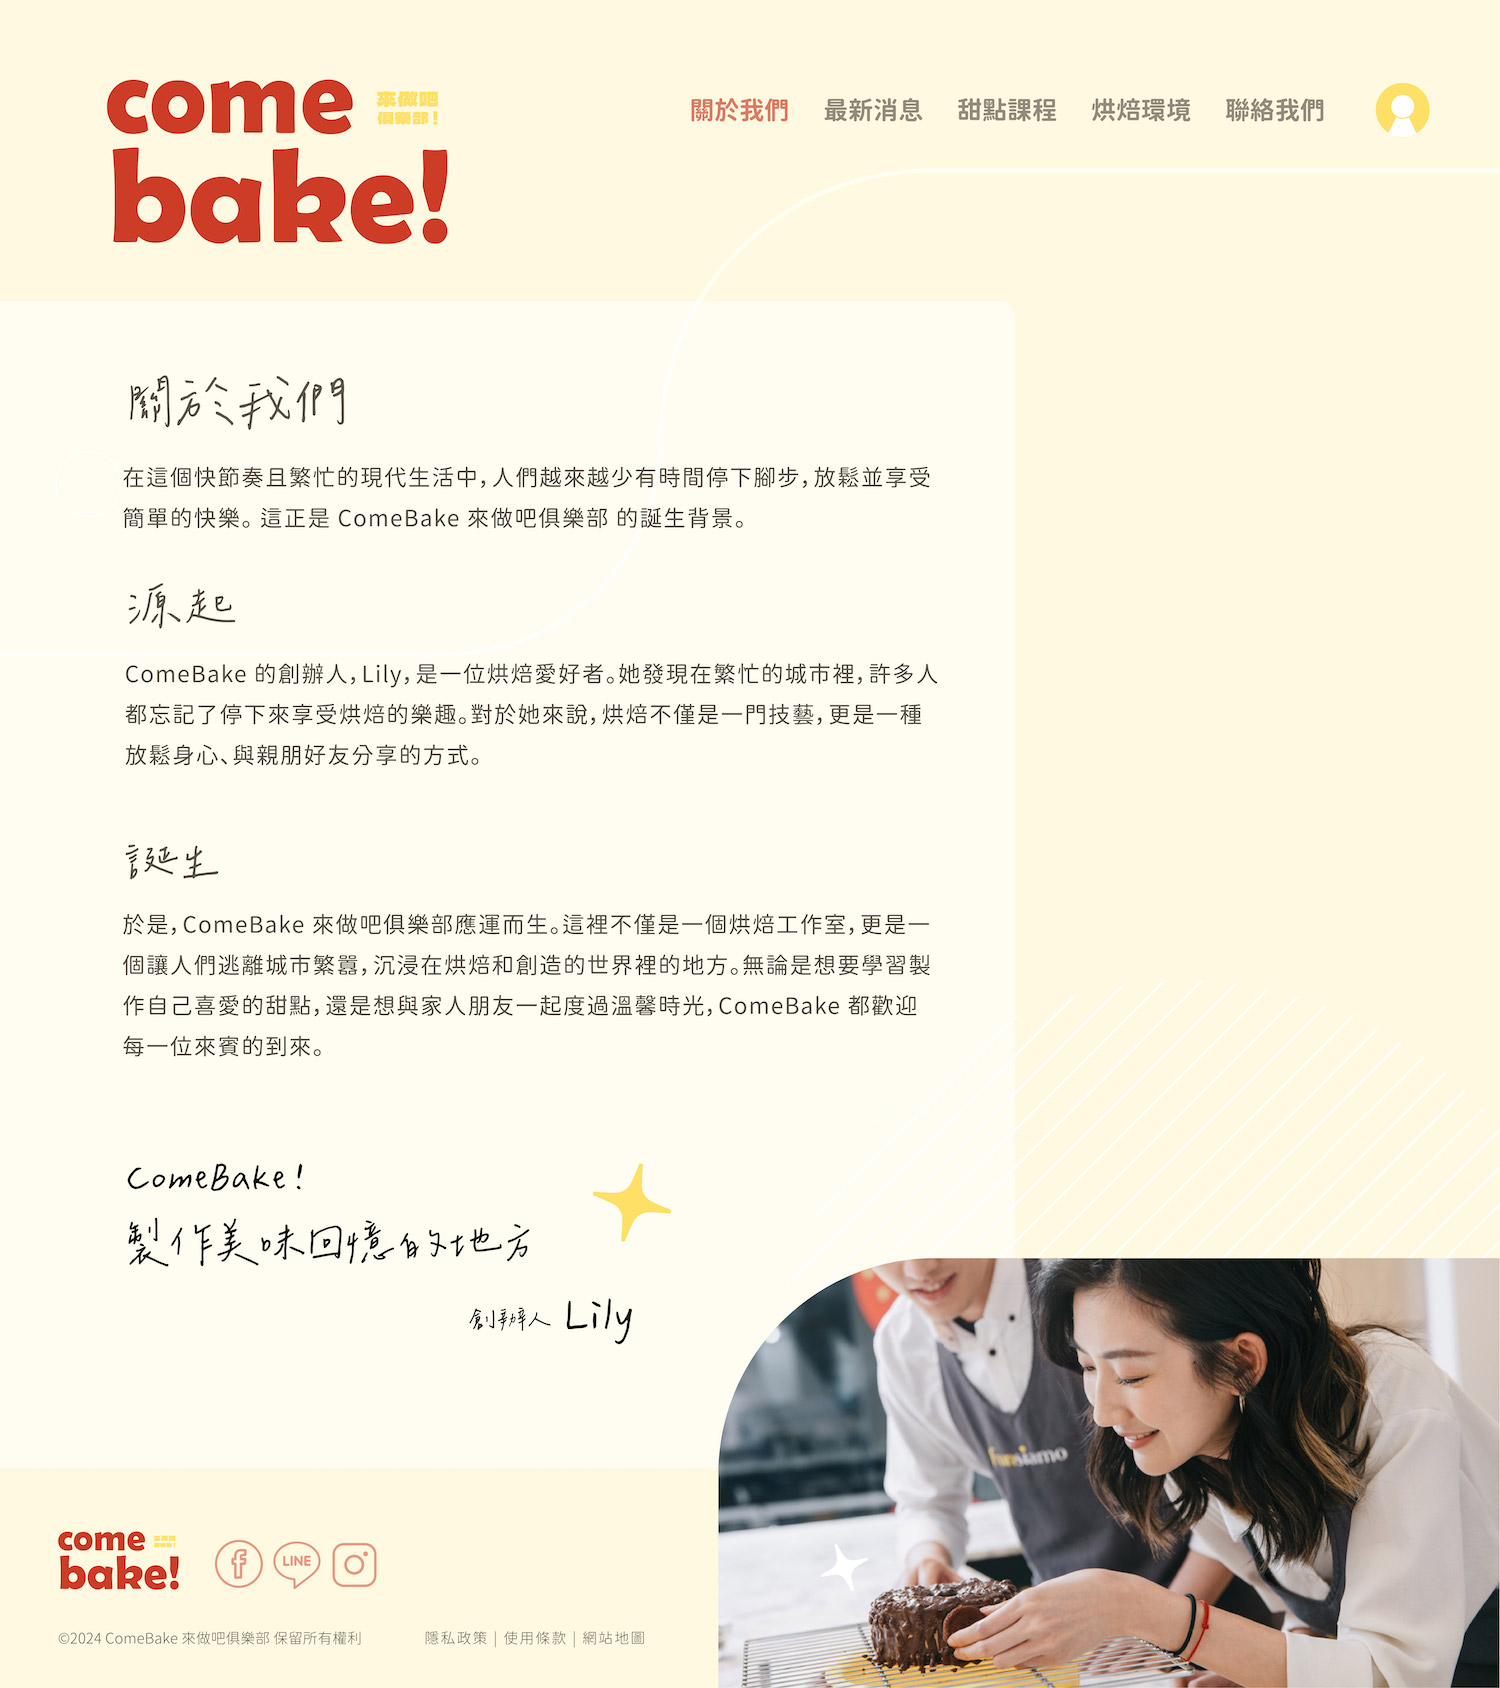 come
bake!
來做吧
俱樂部!
關於我們 最新消息 甜點課程 烘焙環境 聯絡我們
關於我們
在這個快節奏且繁忙的現代生活中,人們越來越少有時間停下腳步,放鬆並享受
簡單的快樂。這正是 ComeBake 來做吧俱樂部 的誕生背景。
源起
ComeBake 的創辦人,Lily,是一位烘焙愛好者。她發現在繁忙的城市裡,許多人
都忘記了停下來享受烘焙的樂趣。對於她來說,烘焙不僅是一門技藝,更是一種
放鬆身心、與親朋好友分享的方式。
誕生
於是,ComeBake 來做吧俱樂部應運而生。這裡不僅是一個烘焙工作室,更是一
個讓人們逃離城市繁囂,沉浸在烘焙和創造的世界裡的地方。無論是想要學習製
作自己喜愛的甜點,還是想與家人朋友一起度過溫馨時光,ComeBake 都歡迎
每一位來賓的到來。
ComeBake!
製作美味回憶的地方
創辦人 Lily
funsiamo
come
bake!
LINE
©2024 ComeBake 來做吧俱樂部 保留所有權利
隱私政策 | 使用條款 | 網站地圖